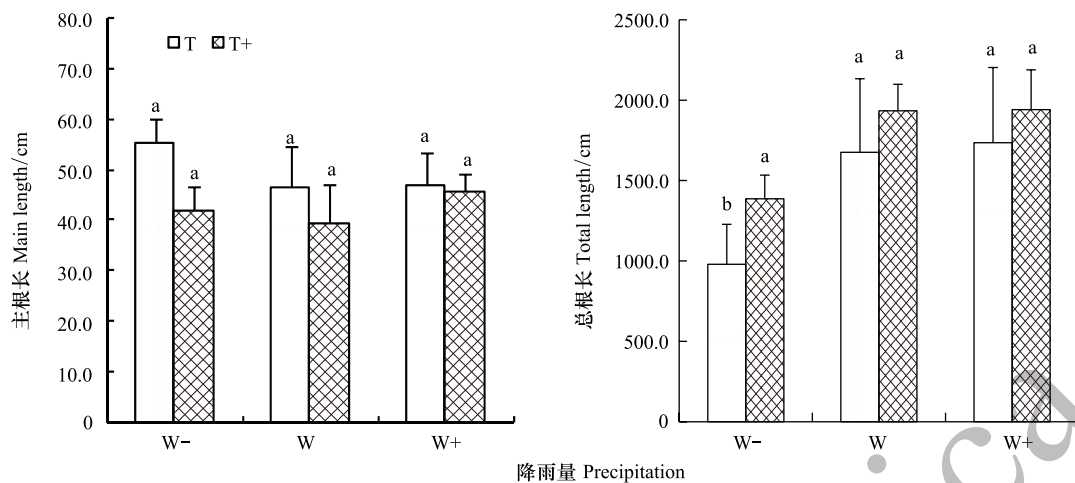 80.0
70.0
60.0
50.0
40.0
30.0
20.0
10.0
0
主根长 Main length/cm
T T+
a
a
a
a
a
a
W− W W+
2500.0
2000.0
1500.0
1000.0
500.0
0
总根长 Total length/cm
b
a
a
a
a
a
W− W W+
降雨量 Precipitation